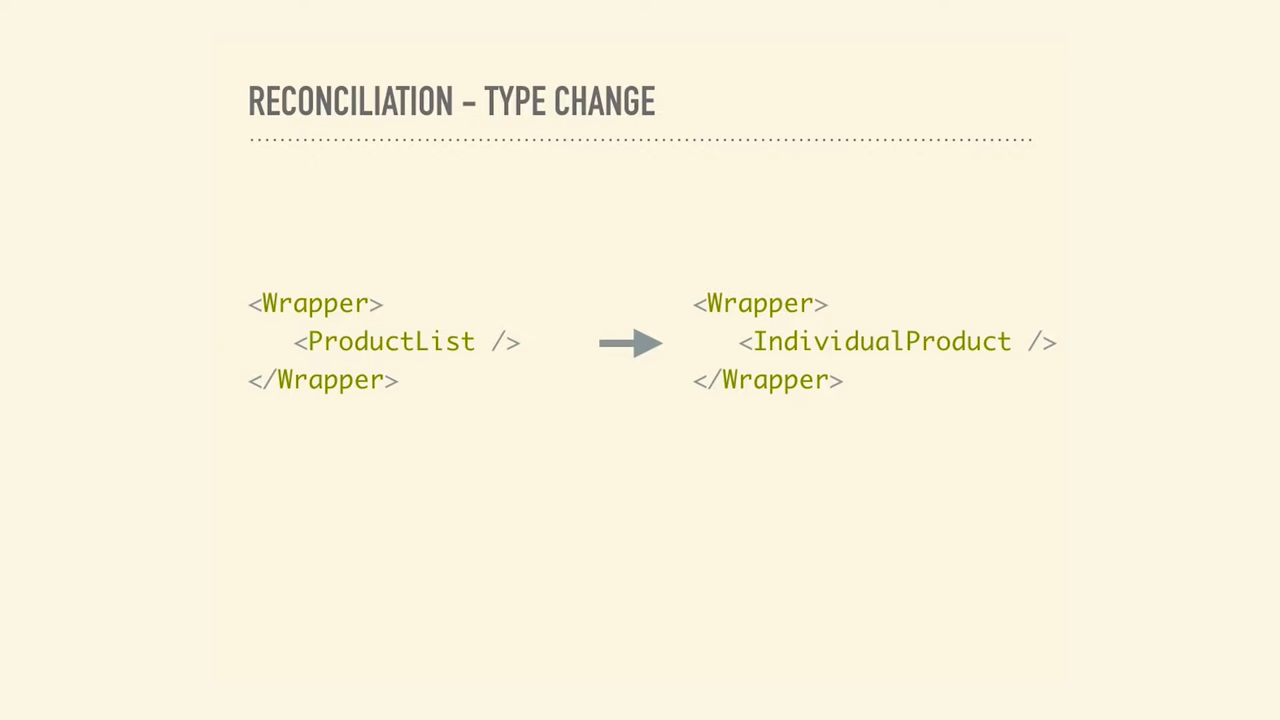 RECONCILIATION – TYPE CHANGE
<Wrapper>
   <ProductList />
</Wrapper>
<Wrapper>
   <IndividualProduct />
</Wrapper>